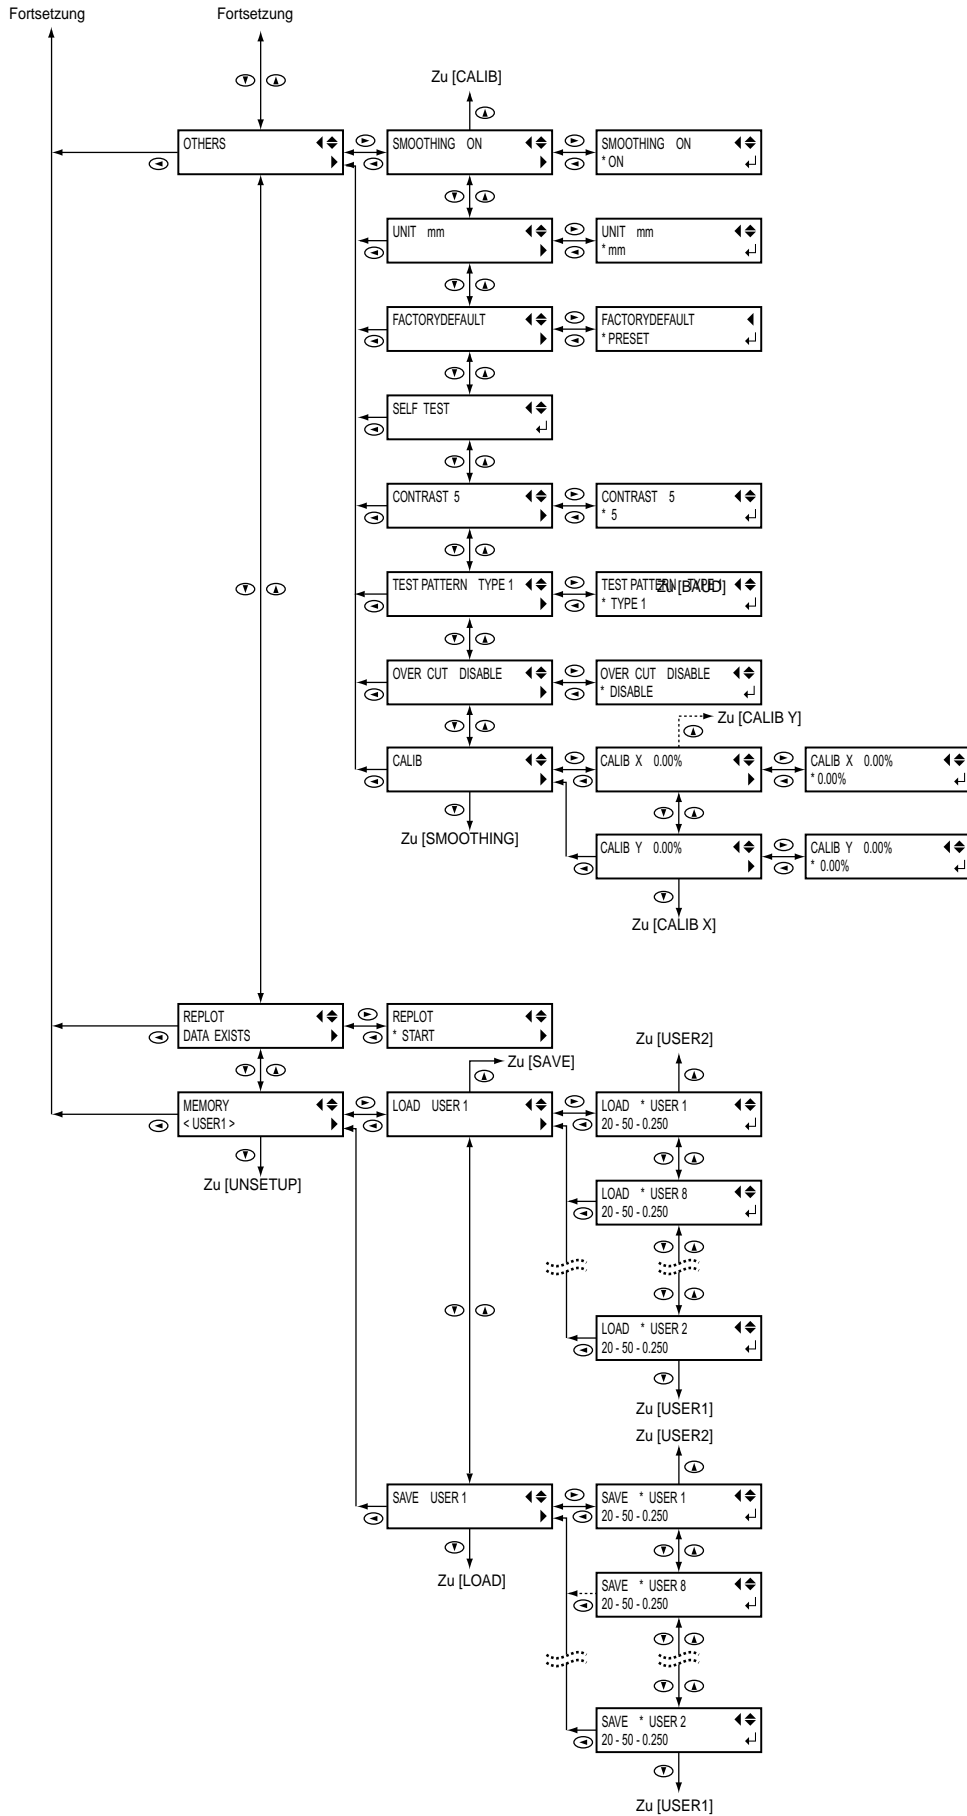 Fortsetzung
Fortsetzung
Zu [CALIB]
OTHERS
SMOOTHING ON
SMOOTHING ON
* ON
UNIT mm
UNIT mm
* mm
FACTORYDEFAULT
FACTORYDEFAULT
* PRESET
SELF TEST
CONTRAST 5
CONTRAST 5
* 5
TEST PATTERN TYPE 1
TEST PATTERN TYPE 1
Zu [BAUD]
* TYPE 1
OVER CUT DISABLE
OVER CUT DISABLE
* DISABLE
Zu [CALIB Y]
CALIB
CALIB X 0.00%
CALIB X 0.00%
* 0.00%
Zu [SMOOTHING]
CALIB Y 0.00%
CALIB Y 0.00%
* 0.00%
Zu [CALIB X]
REPLOT
DATA EXISTS
REPLOT
* START
Zu [USER2]
Zu [SAVE]
MEMORY
< USER1 >
LOAD USER 1
LOAD * USER 1
20 - 50 - 0.250
Zu [UNSETUP]
LOAD * USER 8
20 - 50 - 0.250
LOAD * USER 2
20 - 50 - 0.250
Zu [USER1]
Zu [USER2]
SAVE USER 1
SAVE * USER 1
20 - 50 - 0.250
Zu [LOAD]
SAVE * USER 8
20 - 50 - 0.250
SAVE * USER 2
20 - 50 - 0.250
Zu [USER1]